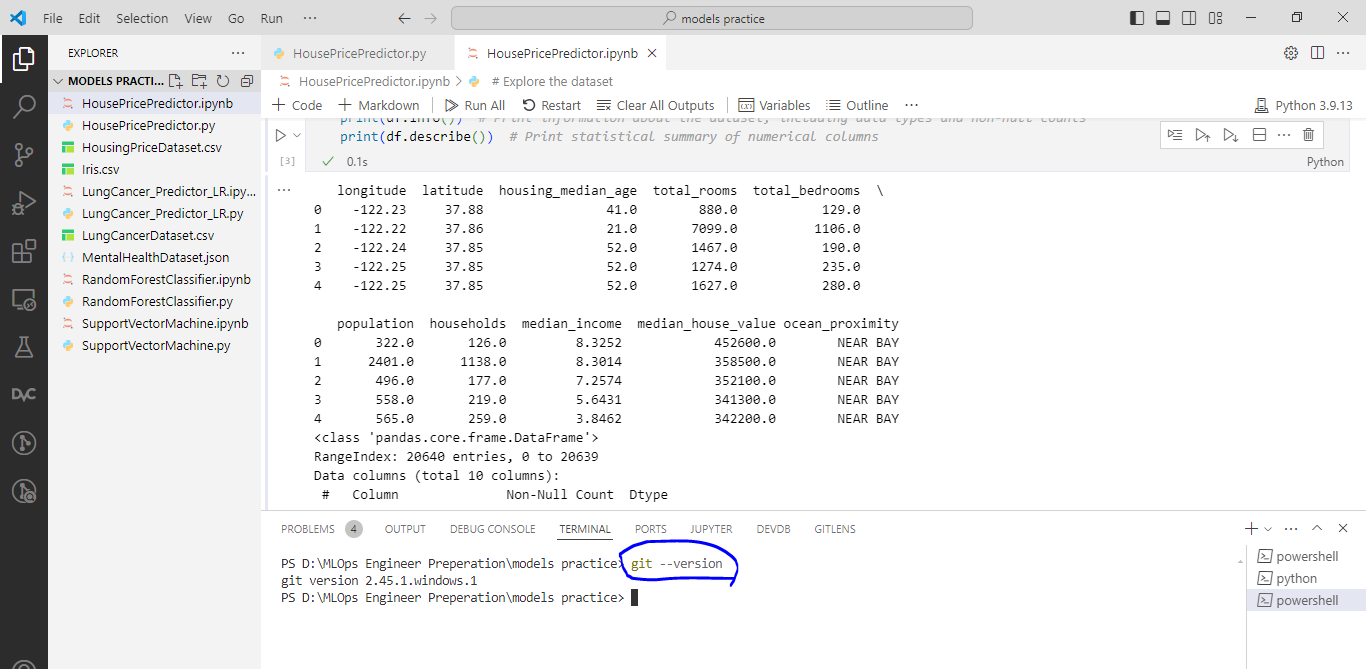 File Edit Selection View Go Run ···
models practice
EXPLORER ···
MODELS PRACTI...
HousePricePredictor.ipynb
HousePricePredictor.py
HousingPriceDataset.csv
Iris.csv
LungCancer_Predictor_LR.ipy...
LungCancer_Predictor_LR.py
LungCancerDataset.csv
MentalHealthDataset.json
RandomForestClassifier.ipynb
RandomForestClassifier.py
SupportVectorMachine.ipynb
SupportVectorMachine.py
DVC
HousePricePredictor.py HousePricePredictor.ipynb
HousePricePredictor.ipynb > # Explore the dataset
+ Code + Markdown Run All Restart Clear All Outputs Variables Outline ··· Python 3.9.13
print(df.info()) # Print information about the dataset, including data types and non-null counts
print(df.describe()) # Print statistical summary of numerical columns
[3] 0.1s Python
longitude latitude housing_median_age total_rooms total_bedrooms \
0 -122.23 37.88 41.0 880.0 129.0
1 -122.22 37.86 21.0 7099.0 1106.0
2 -122.24 37.85 52.0 1467.0 190.0
3 -122.25 37.85 52.0 1274.0 235.0
4 -122.25 37.85 52.0 1627.0 280.0
population households median_income median_house_value ocean_proximity
0 322.0 126.0 8.3252 452600.0 NEAR BAY
1 2401.0 1138.0 8.3014 358500.0 NEAR BAY
2 496.0 177.0 7.2574 352100.0 NEAR BAY
3 558.0 219.0 5.6431 341300.0 NEAR BAY
4 565.0 259.0 3.8462 342200.0 NEAR BAY
<class 'pandas.core.frame.DataFrame'>
RangeIndex: 20640 entries, 0 to 20639
Data columns (total 10 columns):
# Column Non-Null Count Dtype
PROBLEMS 4 OUTPUT DEBUG CONSOLE TERMINAL PORTS JUPYTER DEVDB GITLENS
PS D:\MLOps Engineer Preperation\models practice> git --version
git version 2.45.1.windows.1
PS D:\MLOps Engineer Preperation\models practice>
powershell
python
powershell